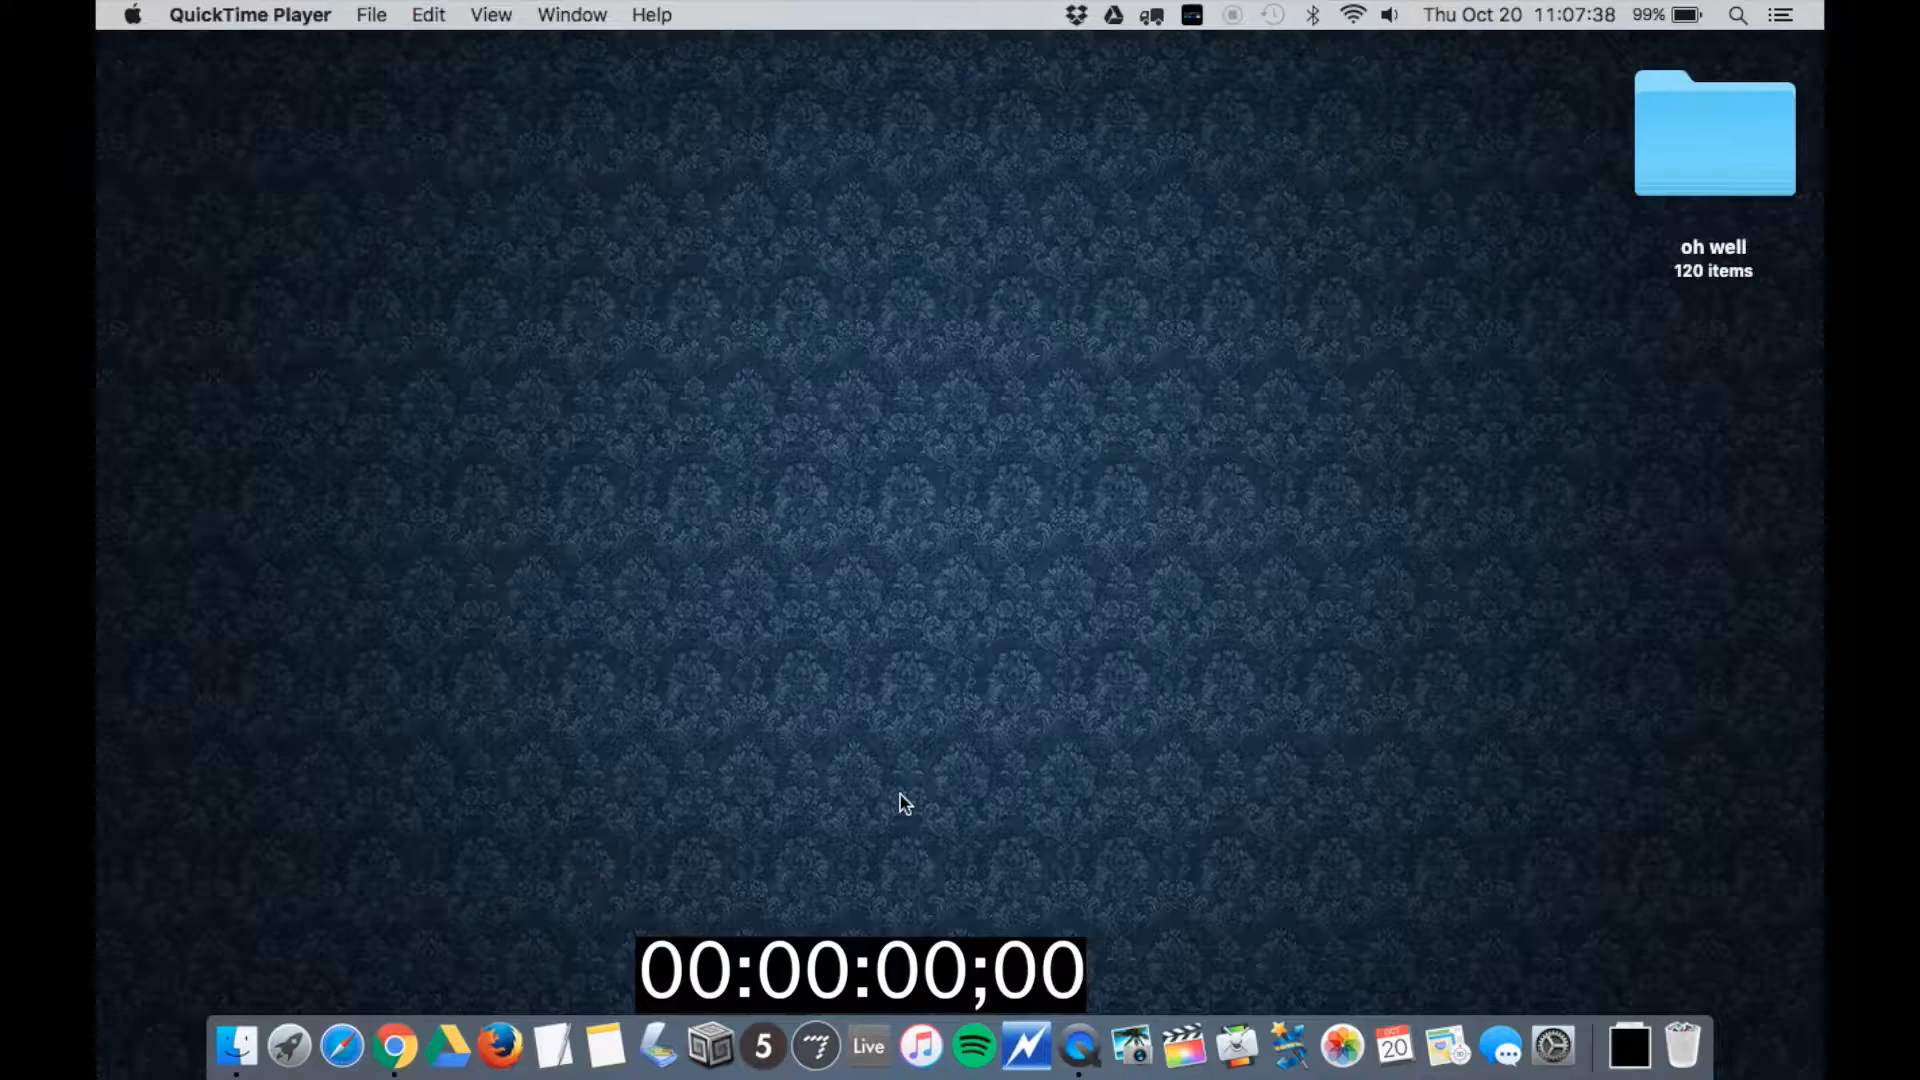 QuickTime Player File Edit View Window Help Thu Oct 20 11:07:38 99%
oh well
120 items
00:00:00;00
5 Live OCT 20